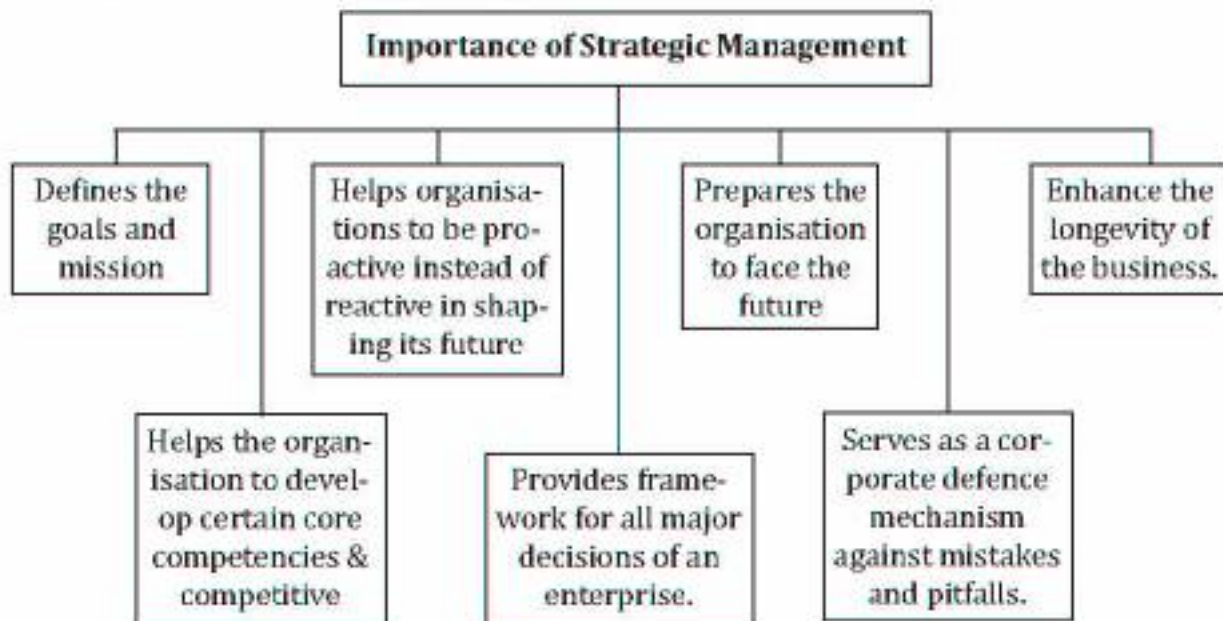 Importance of Strategic Management
Defines the
goals and
mission
Helps organisa-
tions to be pro-
active instead of
reactive in shap-
ing its future
Prepares the
organisation
to face the
future
Enhance the
longevity of
the business.
Helps the organ-
isation to devel-
op certain core
competencies &
competitive
Provides frame-
work for all major
decisions of an
enterprise.
Serves as a cor-
porate defence
mechanism
against mistakes
and pitfalls.